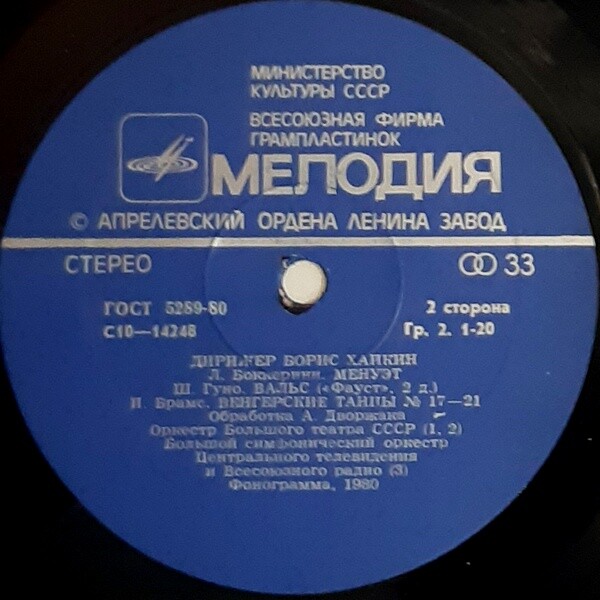 МИНИСТЕРСТВО
КУЛЬТУРЫ СССР
ВСЕСОЮЗНАЯ ФИРМА
ГРАМПЛАСТИНОК
МЕЛОДИЯ
© АПРЕЛЕВСКИЙ ОРДЕНА ЛЕНИНА ЗАВОД
СТЕРЕО 33
ГОСТ 5289-80 2 сторона
С10—14248 Гр. 2. 1-20
ДИРИЖЕР БОРИС ХАЙКИН
Л. Боккерини. МЕНУЭТ
Ш. Гуно. ВАЛЬС («Фауст», 2 д.)
И. Брамс. ВЕНГЕРСКИЕ ТАНЦЫ № 17—21
Обработка А. Дворжака
Оркестр Большого театра СССР (1, 2)
Большой симфонический оркестр
Центрального телевидения
и Всесоюзного радио (3)
Фонограмма, 1980